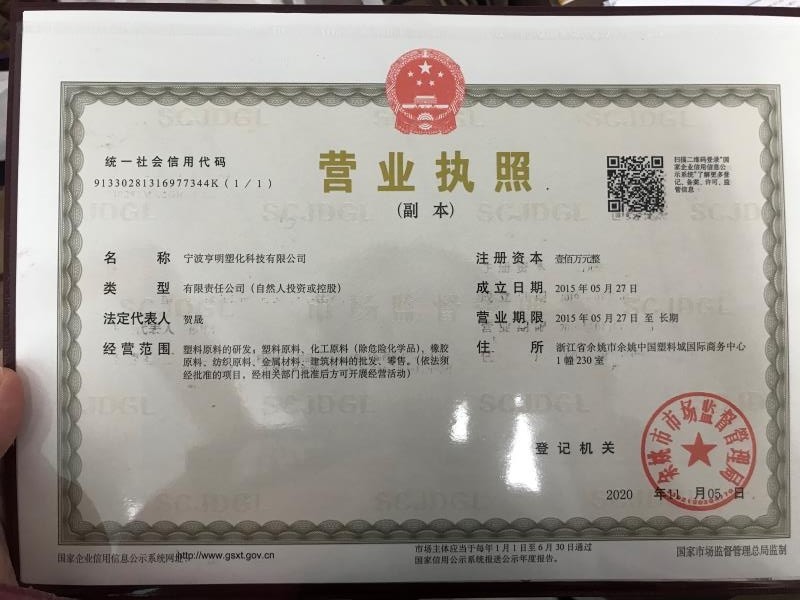 统一社会信用代码
91330281316977344K（1/1）
营业执照
（副 本）
扫描二维码登录“国
家企业信用信息公
示系统”了解更多登
记、备案、许可、监
管信息
名 称 宁波亨明塑化科技有限公司
类 型 有限责任公司（自然人投资或控股）
法定代表人 贺晟
经营范围 塑料原料的研发；塑料原料、化工原料（除危险化学品）、橡胶
原料、纺织原料、金属材料、建筑材料的批发、零售。（依法须
经批准的项目，经相关部门批准后方可开展经营活动）
注册资本 壹佰万元整
成立日期 2015年05月27日
营业期限 2015年05月27日 至 长期
住 所 浙江省余姚市余姚中国塑料城国际商务中心
1幢230室
登记机关
余姚市市场监督管理局
2020 年11 月05 日
国家企业信用信息公示系统网址：http://www.gsxt.gov.cn
市场主体应当于每年1月1日至6月30日通过
国家信用公示系统报送公示年度报告。
国家市场监督管理总局监制
SCJDGL